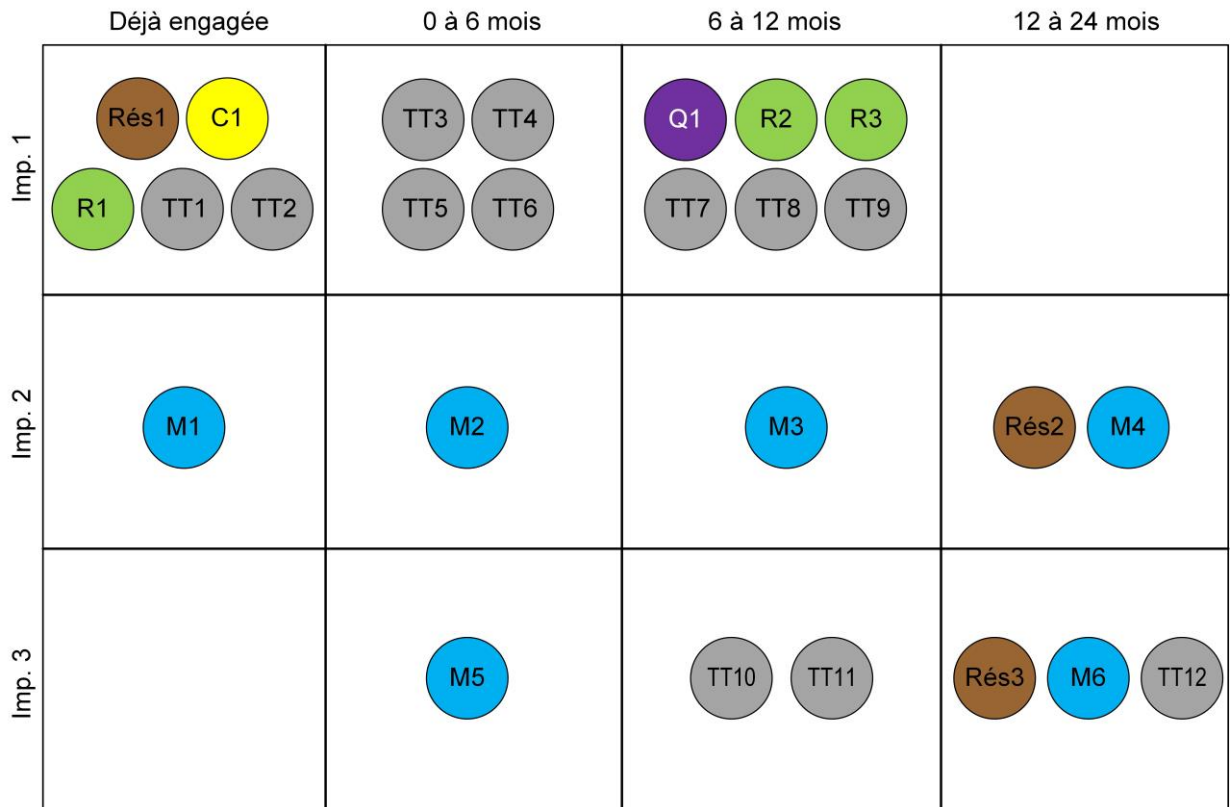 Déjà engagée 0 à 6 mois 6 à 12 mois 12 à 24 mois
Imp. 1
Rés1 C1 TT3 TT4 Q1 R2 R3
R1 TT1 TT2 TT5 TT6 TT7 TT8 TT9
Imp. 2
M1 M2 M3 Rés2 M4
Imp. 3
M5 TT10 TT11 Rés3 M6 TT12